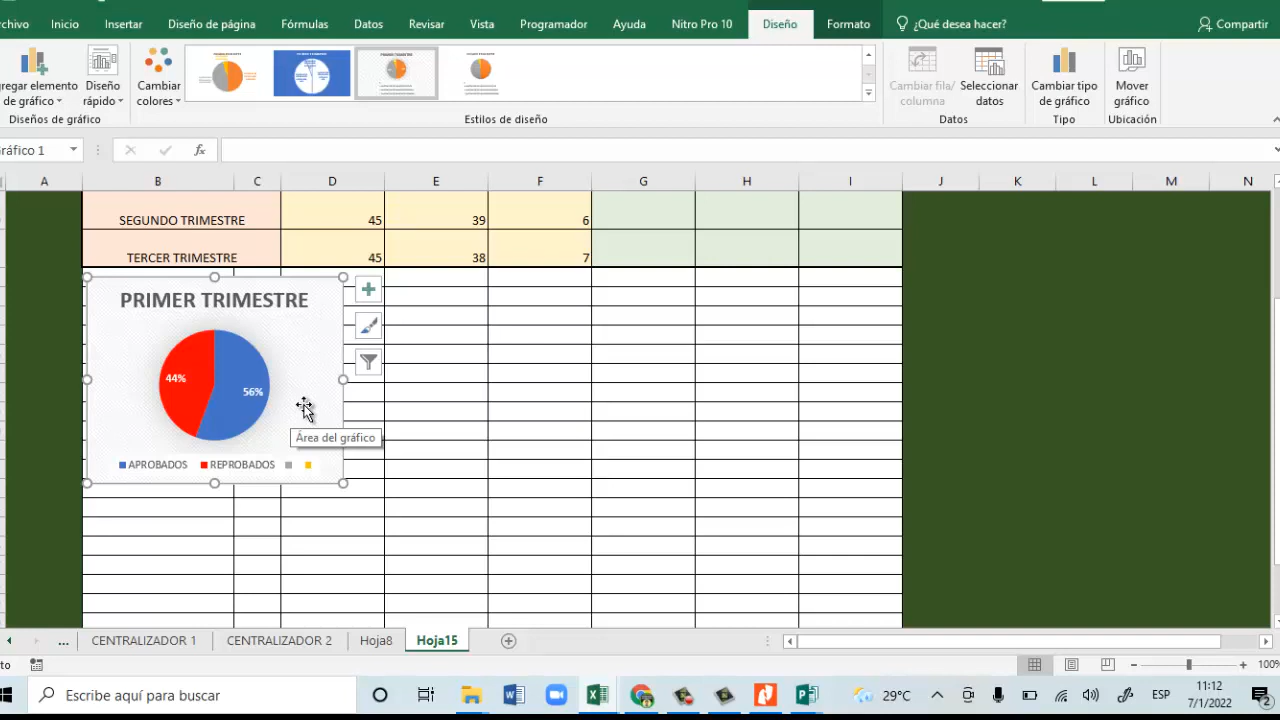 rchivo Inicio Insertar Diseño de página Fórmulas Datos Revisar Vista Programador Ayuda Nitro Pro 10 Diseño Formato ¿Qué desea hacer? Compartir
regar elemento de gráfico
Diseño rápido
Cambiar colores
Cambiar fila/ columna
Seleccionar datos
Cambiar tipo de gráfico
Mover gráfico
Diseños de gráfico Estilos de diseño Datos Tipo Ubicación
ráfico 1 fx
A B C D E F G H I J K L M N
SEGUNDO TRIMESTRE 45 39 6
TERCER TRIMESTRE 45 38 7
PRIMER TRIMESTRE
44%
56%
Área del gráfico
APROBADOS REPROBADOS
... CENTRALIZADOR 1 CENTRALIZADOR 2 Hoja8 Hoja15
to 100%
Escribe aquí para buscar 29°C ESP 11:12
7/1/2022 2